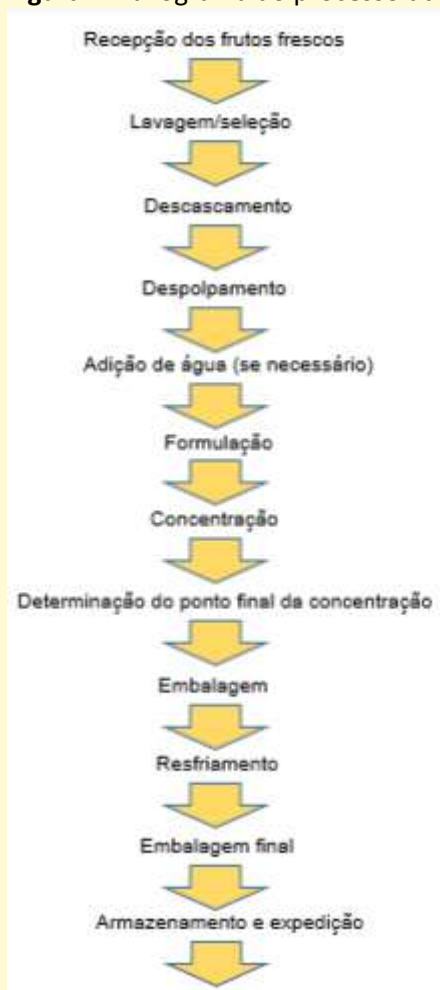 Recepção dos frutos frescos
Lavagem/seleção
Descascamento
Despolpamento
Adição de água (se necessário)
Formulação
Concentração
Determinação do ponto final da concentração
Embalagem
Resfriamento
Embalagem final
Armazenamento e expedição